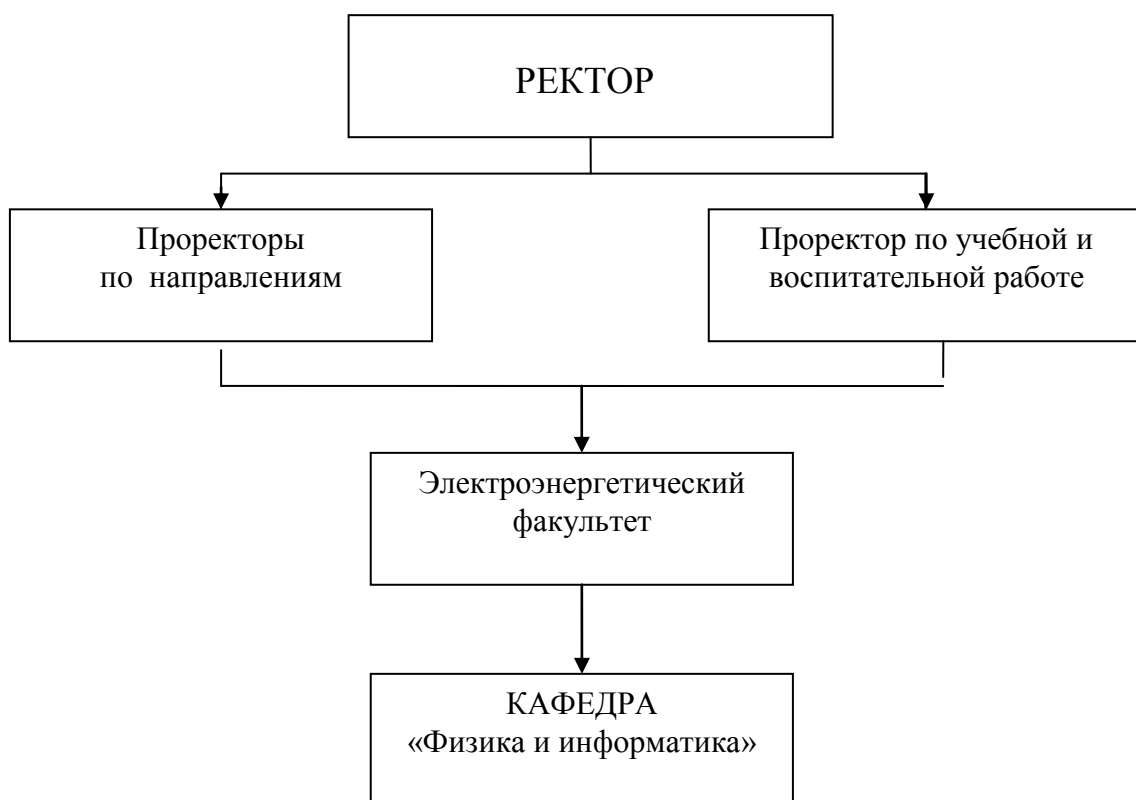 РЕКТОР
Проректоры
по направлениям
Проректор по учебной и
воспитательной работе
Электроэнергетический
факультет
КАФЕДРА
«Физика и информатика»